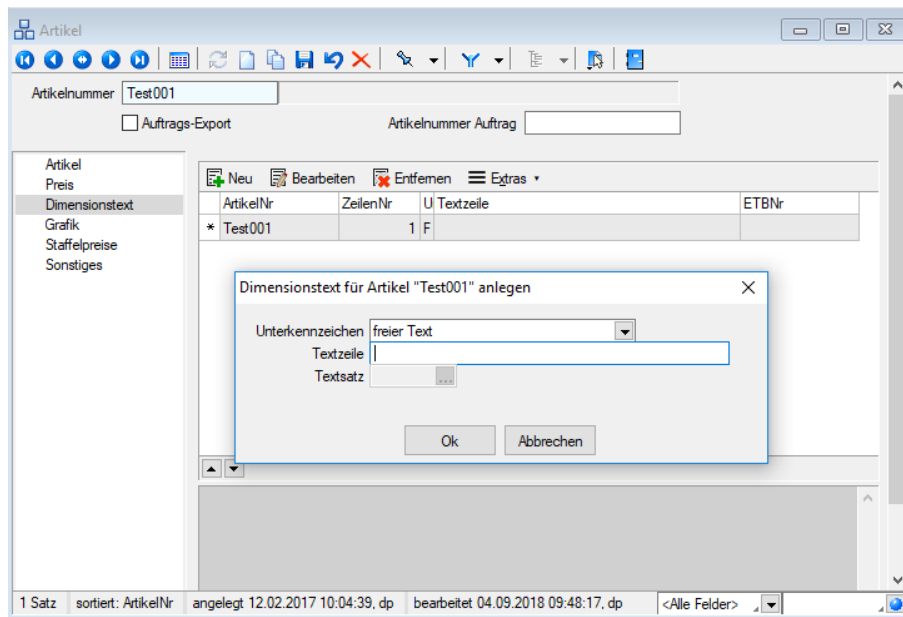 Artikel
Artikelnummer Test001
Auftrags-Export Artikelnummer Auftrag
Artikel
Preis
Dimensionstext
Grafik
Staffelpreise
Sonstiges
Neu Bearbeiten Entfernen Extras
ArtikelNr ZeilenNr U Textzeile ETBNr
* Test001 1 F
Dimensionstext für Artikel "Test001" anlegen
Unterkennzeichen freier Text
Textzeile
Textsatz ...
Ok Abbrechen
1 Satz sortiert: ArtikelNr angelegt 12.02.2017 10:04:39, dp bearbeitet 04.09.2018 09:48:17, dp <Alle Felder>